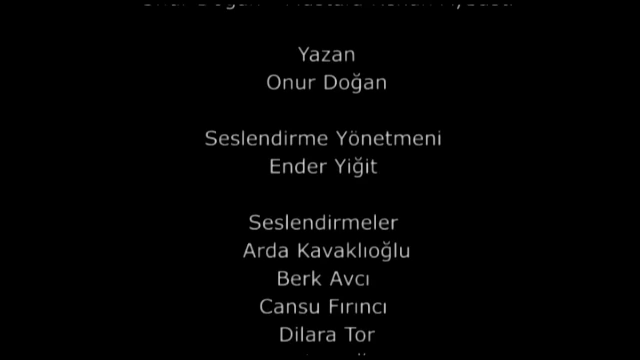 Yazan
Onur Doğan
Seslendirme Yönetmeni
Ender Yiğit
Seslendirmeler
Arda Kavaklıoğlu
Berk Avcı
Cansu Fırıncı
Dilara Tor